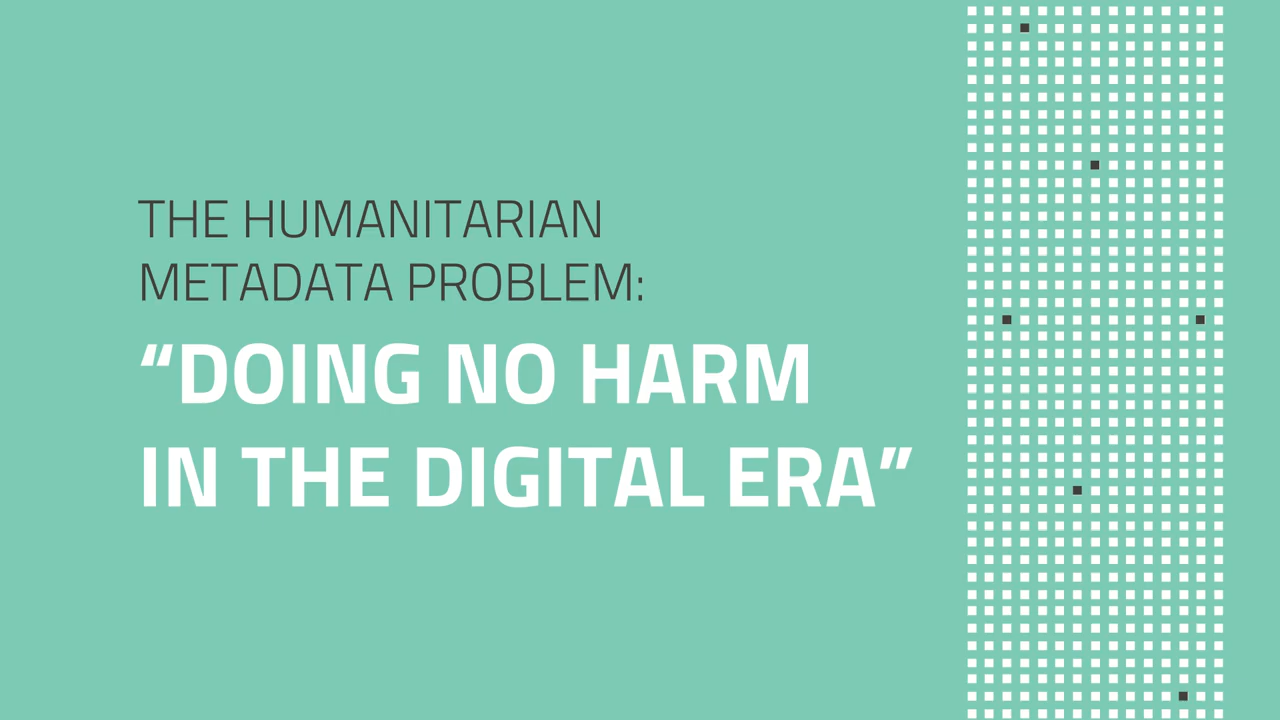 THE HUMANITARIAN
METADATA PROBLEM:
“DOING NO HARM
IN THE DIGITAL ERA”